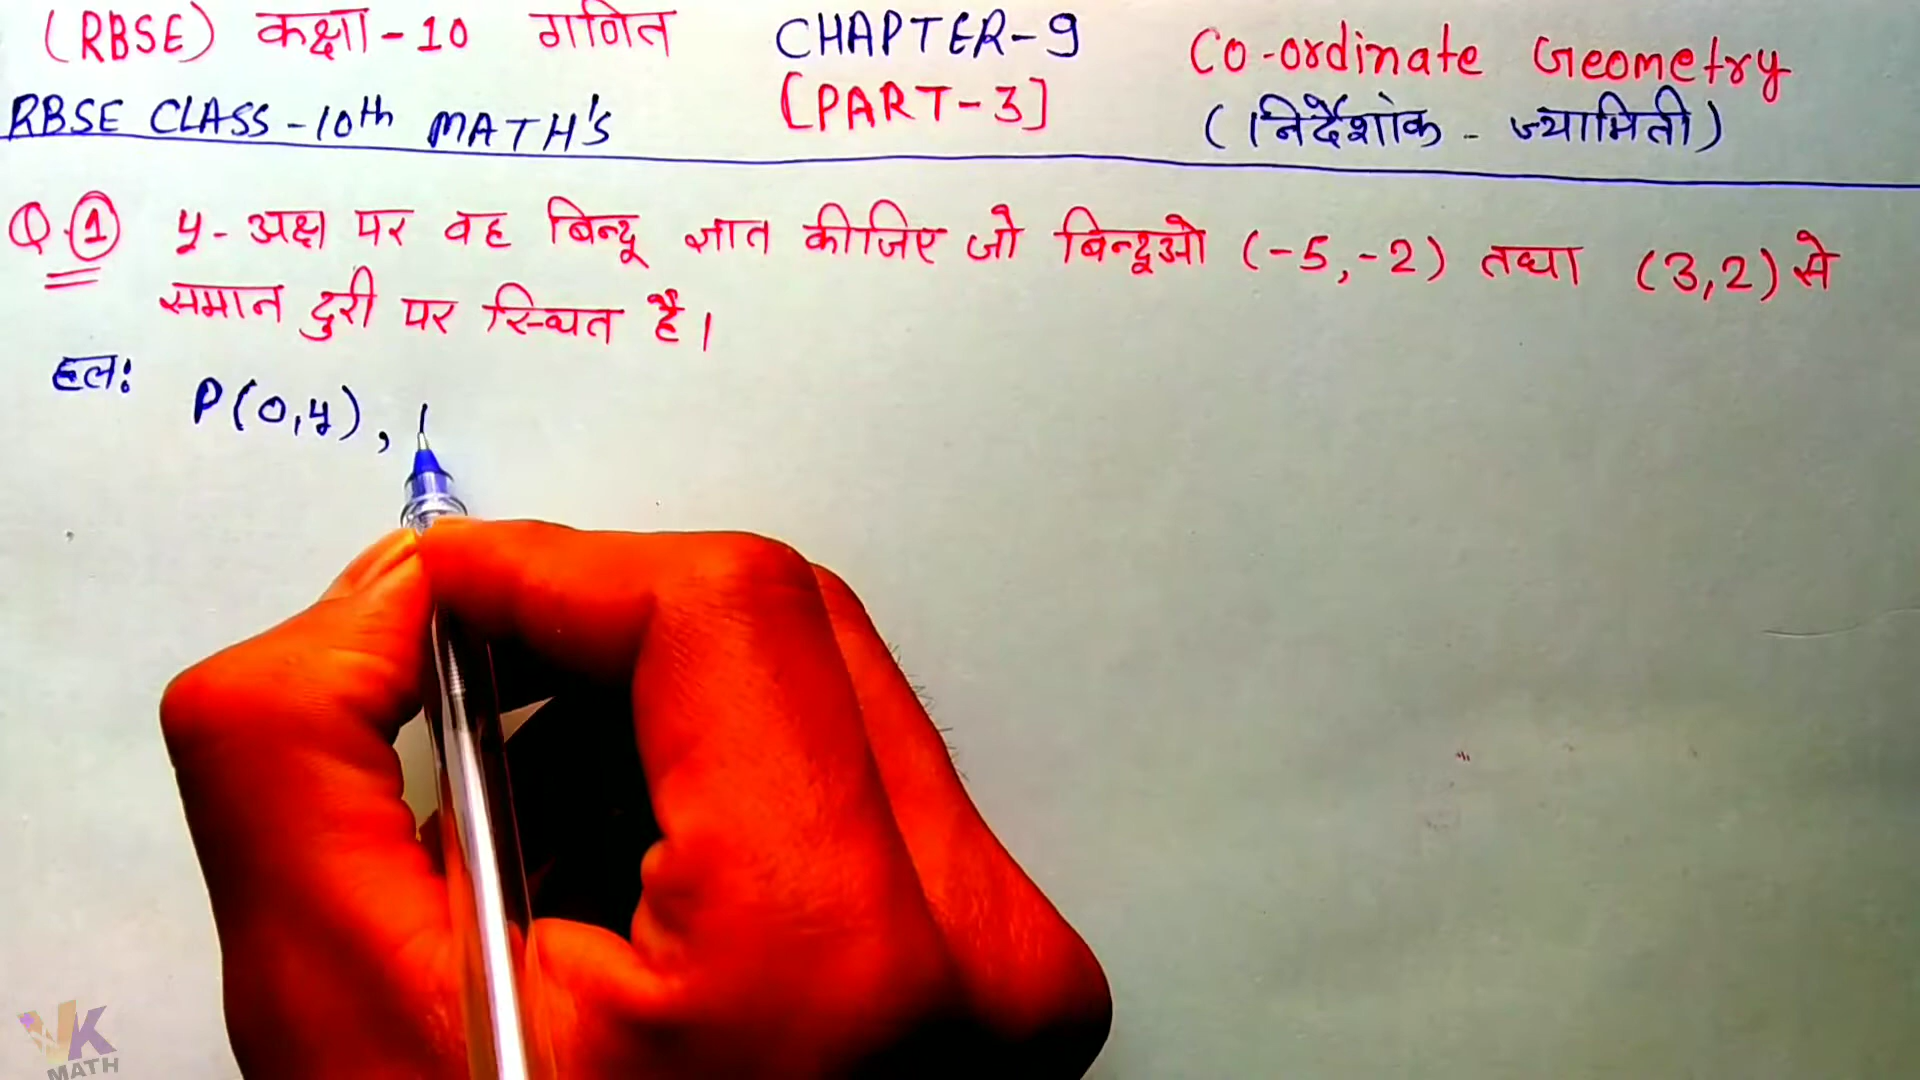 (RBSE) कक्षा-10 गणित CHAPTER-9 Co-ordinate Geometry
RBSE CLASS-10th MATH'S [PART-3] (निर्देशांक - ज्यामिती)
Q.1 y-अक्ष पर वह बिन्दू ज्ञात कीजिए जो बिन्दूओ (-5,-2) तथा (3,2) से
समान दुरी पर स्थित है।
हल: P(0,y),
VK
MATH